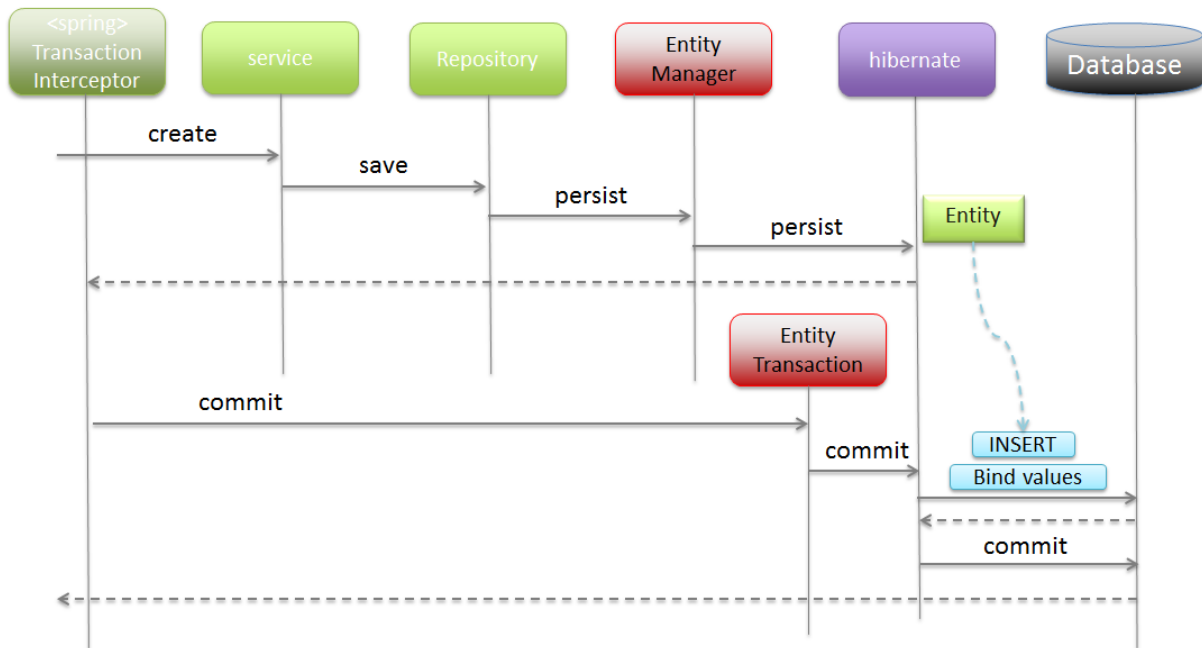 <spring>
Transaction
Interceptor
service
Repository
Entity
Manager
hibernate
Database
create
save
persist
persist
Entity
Entity
Transaction
commit
commit
INSERT
Bind values
commit